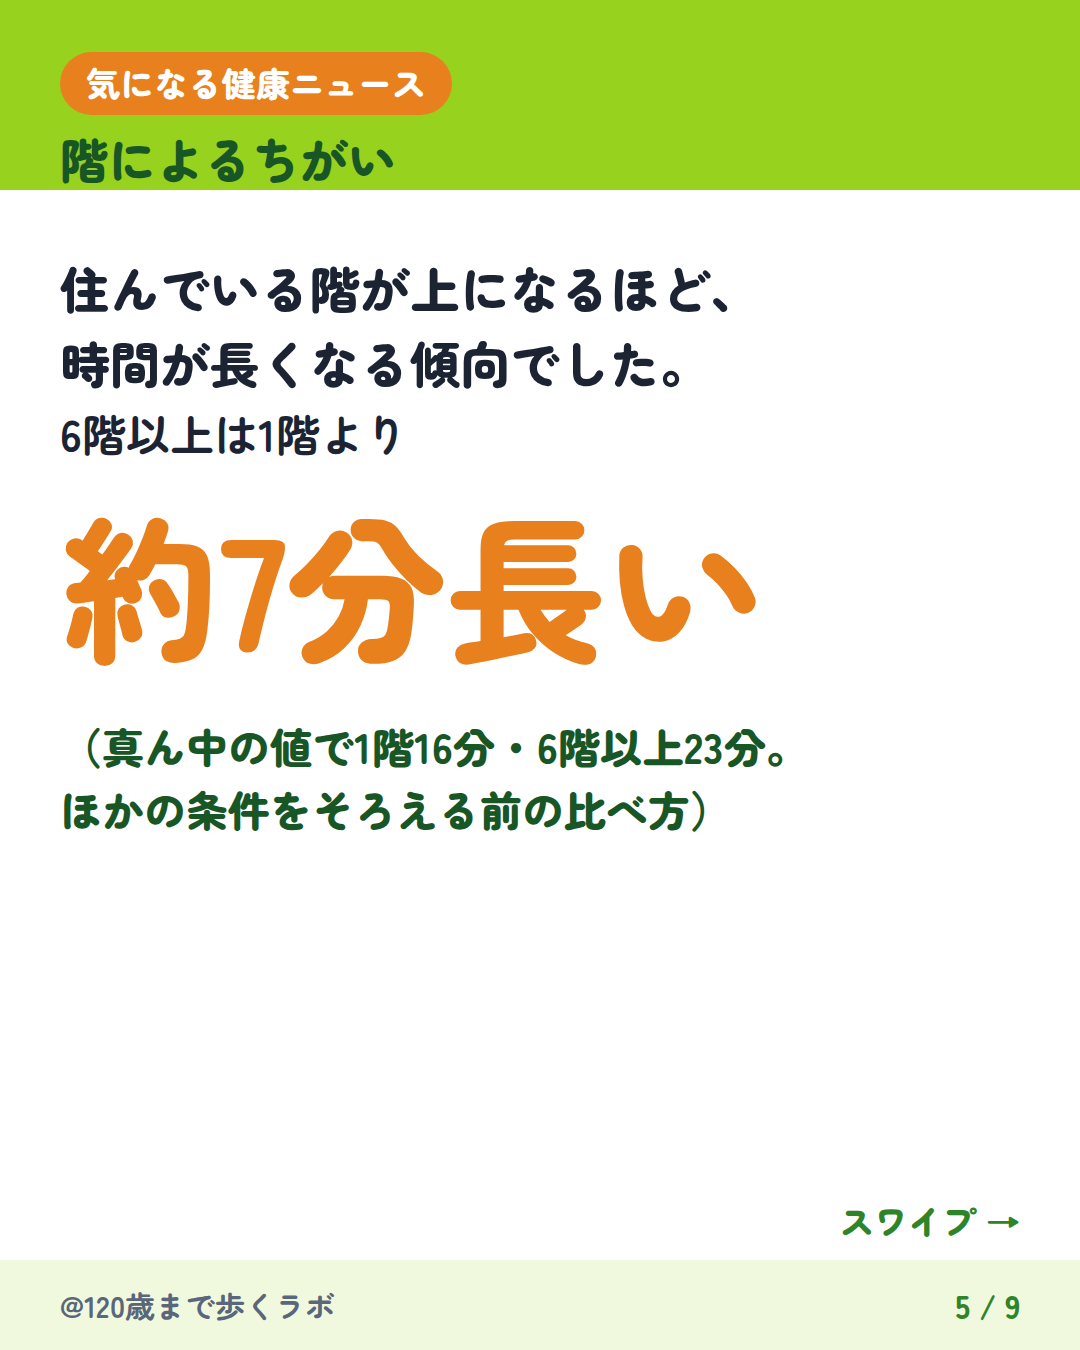 気になる健康ニュース
階によるちがい
住んでいる階が上になるほど、
時間が長くなる傾向でした。
6階以上は1階より
約7分長い
（真ん中の値で1階16分・6階以上23分。
ほかの条件をそろえる前の比べ方）
スワイプ →
@120歳まで歩くラボ
5 / 9